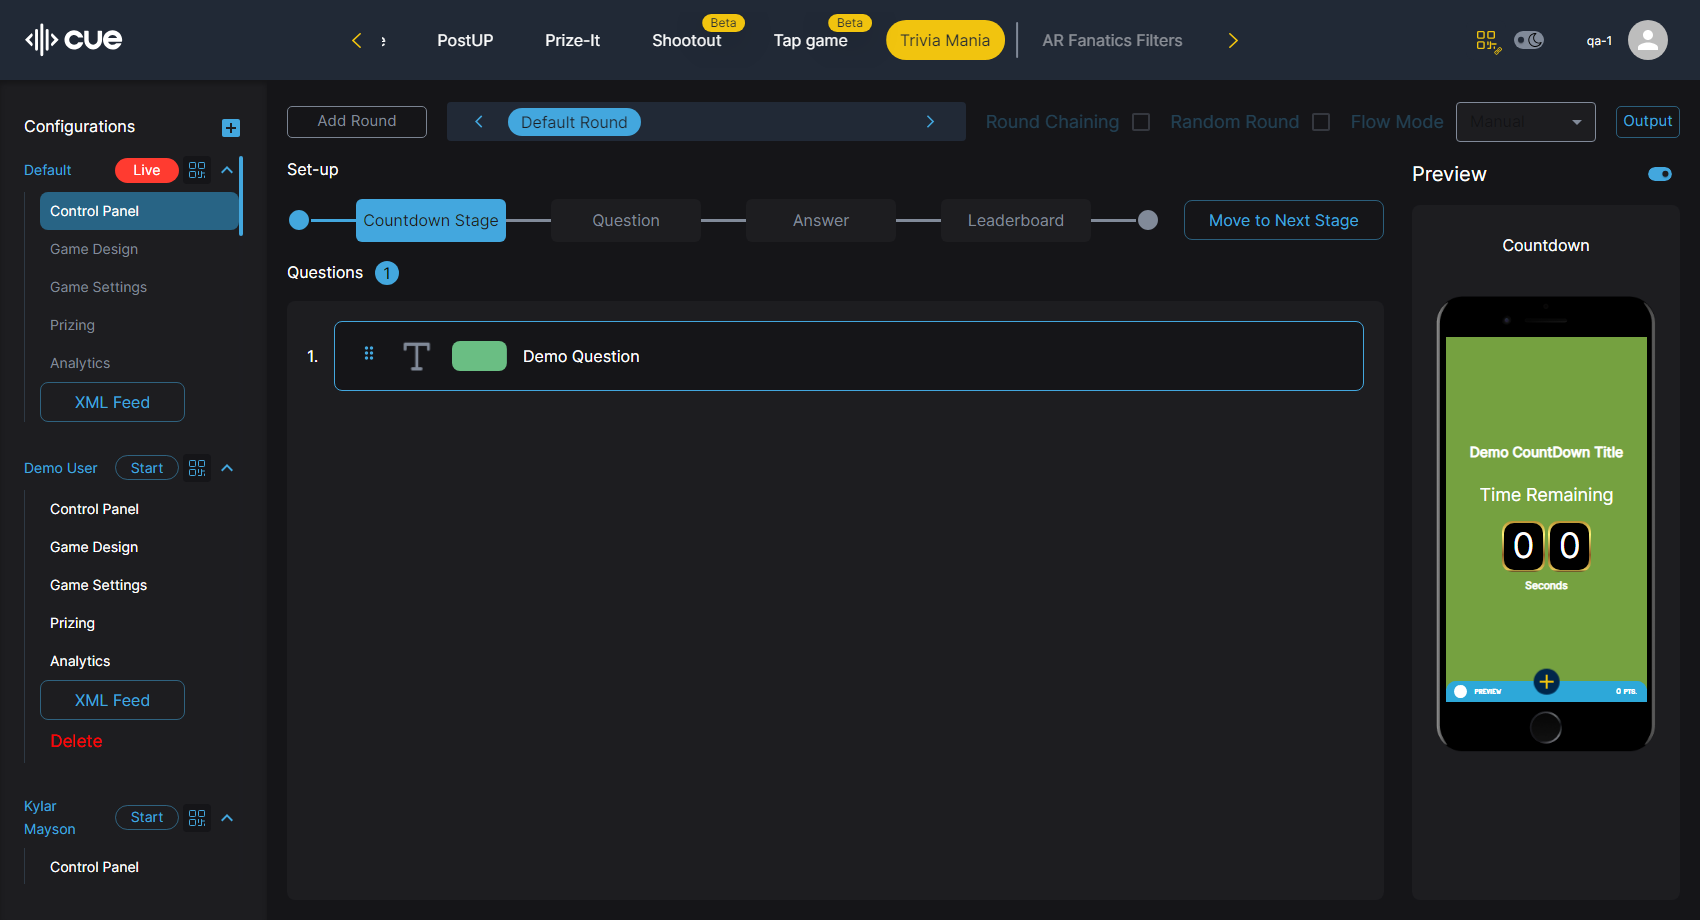 cue
e
PostUP
Prize-It
Shootout
Beta
Tap game
Beta
Trivia Mania
AR Fanatics Filters
qa-1
Configurations
Default
Live
Control Panel
Game Design
Game Settings
Prizing
Analytics
XML Feed
Demo User
Start
Control Panel
Game Design
Game Settings
Prizing
Analytics
XML Feed
Delete
Kylar
Mayson
Start
Control Panel
Add Round
Default Round
Round Chaining
Random Round
Flow Mode
Manual
Output
Set-up
Countdown Stage
Question
Answer
Leaderboard
Move to Next Stage
Questions 1
1.
T
Demo Question
Preview
Countdown
Demo CountDown Title
Time Remaining
0 0
Seconds
PREVIEW
0 PTS.